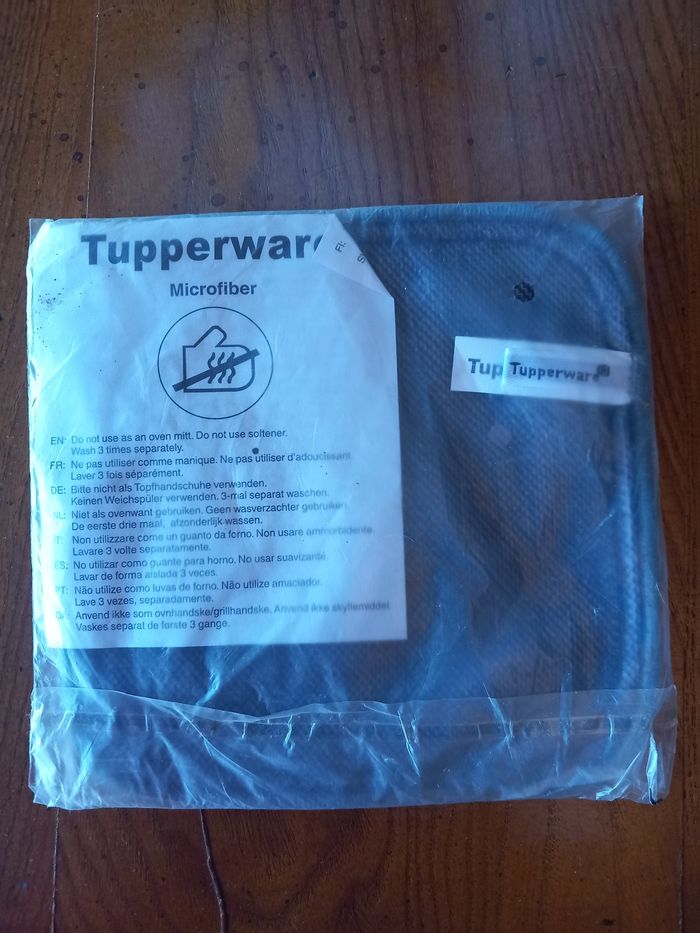 Tupperware
Microfiber
FI:
S
Tup Tupperware®
EN: Do not use as an oven mitt. Do not use softener.
Wash 3 times separately.
FR: Ne pas utiliser comme manique. Ne pas utiliser d'adoucissant.
Laver 3 fois séparément.
DE: Bitte nicht als Topfhandschuhe verwenden.
Keinen Weichspüler verwenden. 3-mal separat waschen.
NL: Niet als ovenwant gebruiken. Geen wasverzachter gebruiken.
De eerste drie maal, afzonderlijk wassen.
IT: Non utilizzare come un guanto da forno. Non usare ammorbidente.
Lavare 3 volte separatamente.
ES: No utilizar como guante para horno. No usar suavizante.
Lavar de forma aislada 3 veces.
PT: Não utilize como luvas de forno. Não utilize amaciador.
Lave 3 vezes, separadamente.
DA: Anvend ikke som ovnhandske/grillhandske. Anvend ikke skyllemiddel.
Vaskes separat de første 3 gange.